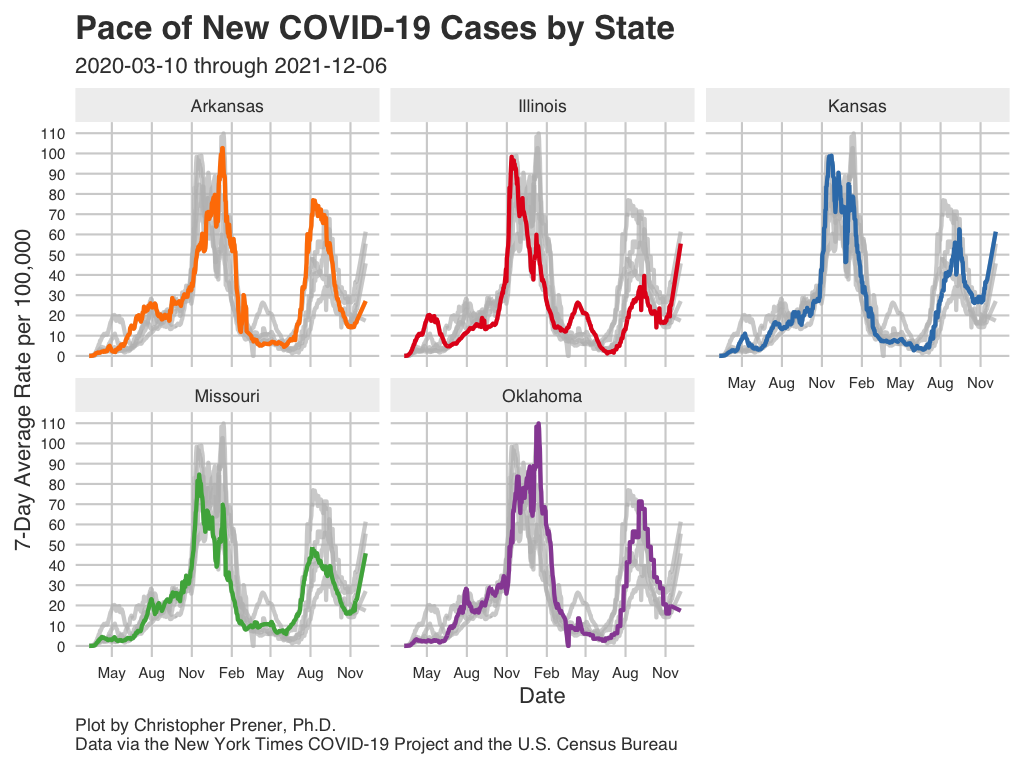 Pace of New COVID-19 Cases by State
2020-03-10 through 2021-12-06
Arkansas Illinois Kansas
110
100
90
80
70
60
50
40
30
20
10
0
May Aug Nov Feb May Aug Nov
Missouri Oklahoma
110
100
90
80
70
60
50
40
30
20
10
0
May Aug Nov Feb May Aug Nov May Aug Nov Feb May Aug Nov
7-Day Average Rate per 100,000
Date
Plot by Christopher Prener, Ph.D.
Data via the New York Times COVID-19 Project and the U.S. Census Bureau